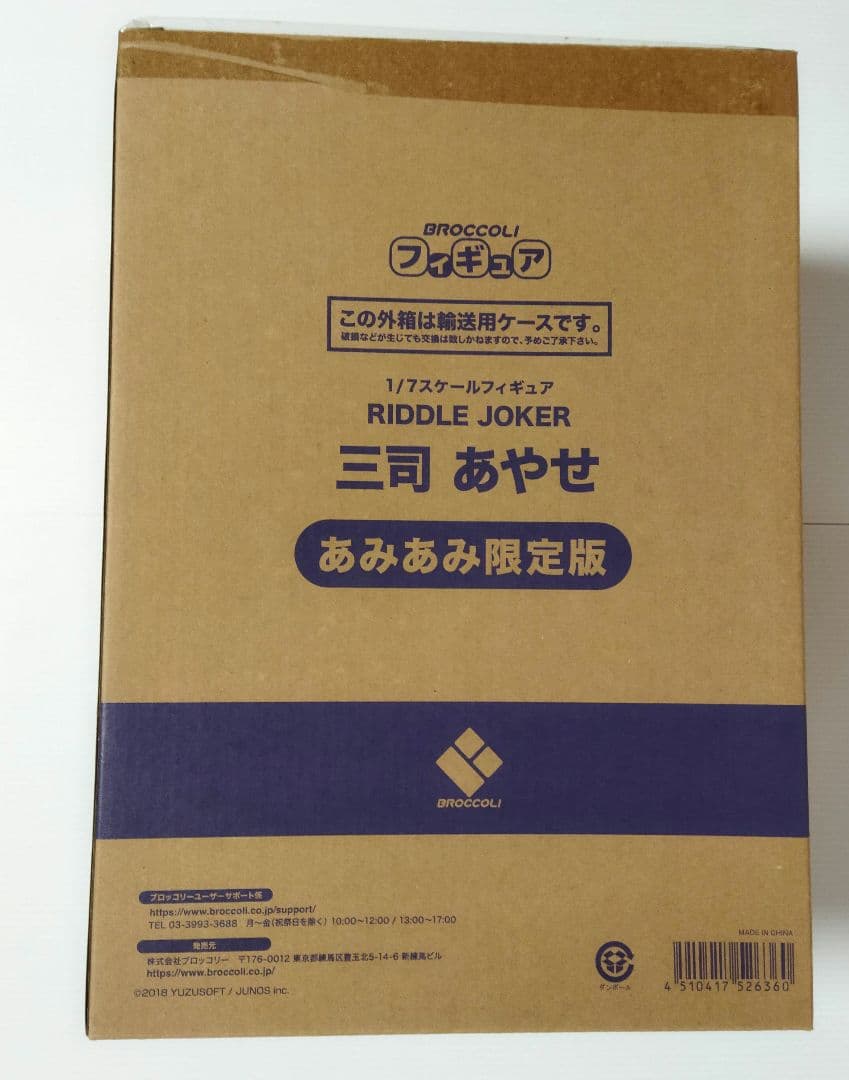 BROCCOLI
フィギュア
この外箱は輸送用ケースです。
破損などが生じても交換は致しかねますので、予めご了承下さい。
1/7スケールフィギュア
RIDDLE JOKER
三司 あやせ
あみあみ限定版
BROCCOLI
ブロッコリーユーザーサポート係
https://www.broccoli.co.jp/support/
TEL 03-3993-3688 月〜金(祝祭日を除く) 10:00~12:00 / 13:00~17:00
発売元
株式会社ブロッコリー 〒176-0012 東京都練馬区豊玉北5-14-6 新練馬ビル
https://www.broccoli.co.jp/
©2018 YUZUSOFT / JUNOS inc.
ダンボール
MADE IN CHINA
4 510417 526360